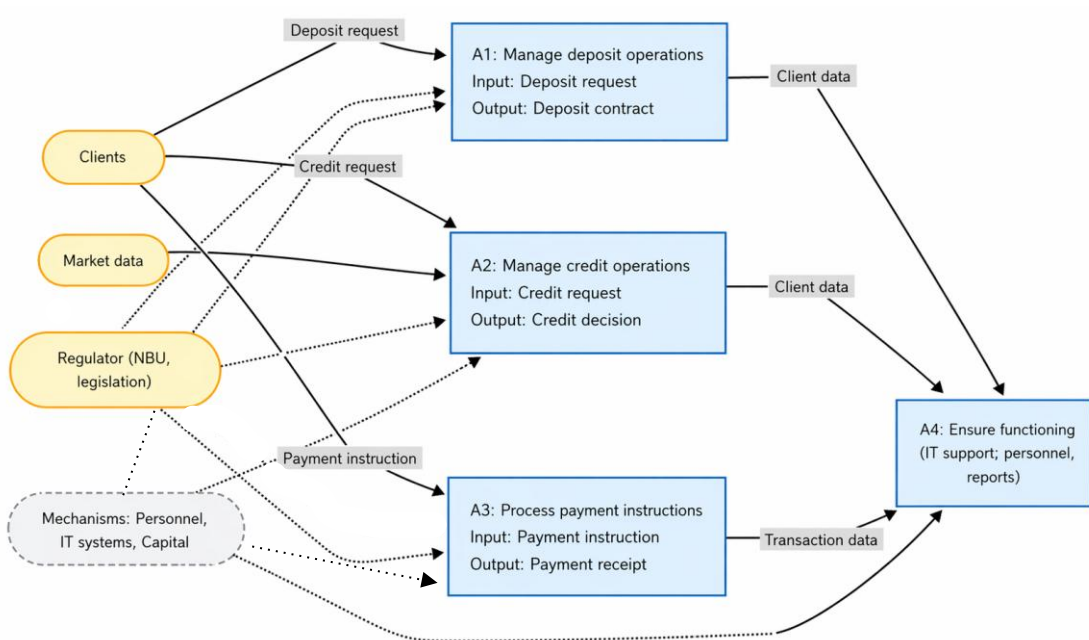 Deposit request
A1: Manage deposit operations
Input: Deposit request
Output: Deposit contract
Client data
Clients
Credit request
Market data
A2: Manage credit operations
Input: Credit request
Output: Credit decision
Client data
Regulator (NBU,
legislation)
A4: Ensure functioning
(IT support; personnel,
reports)
Payment instruction
Mechanisms: Personnel,
IT systems, Capital
A3: Process payment instructions
Input: Payment instruction
Output: Payment receipt
Transaction data